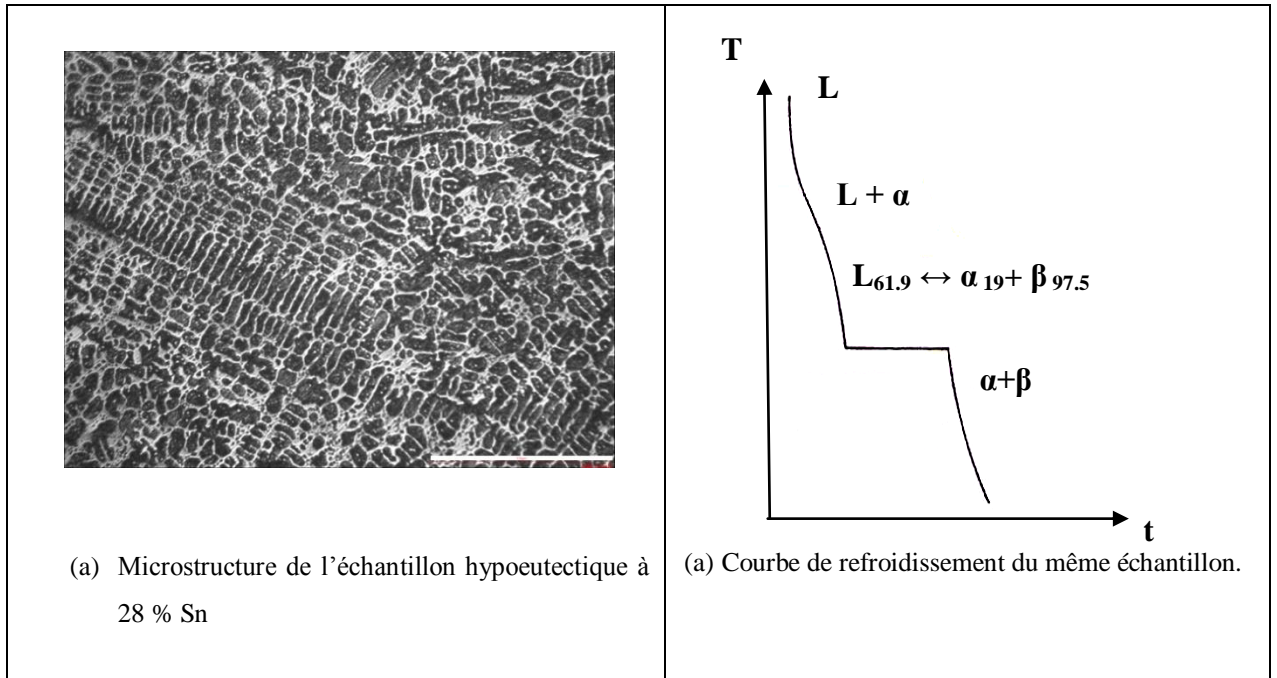 T
L
L + α
L61.9 ↔ α 19+ β 97.5
α+β
t
(a) Microstructure de l’échantillon hypoeutectique à
28 % Sn
(a) Courbe de refroidissement du même échantillon.